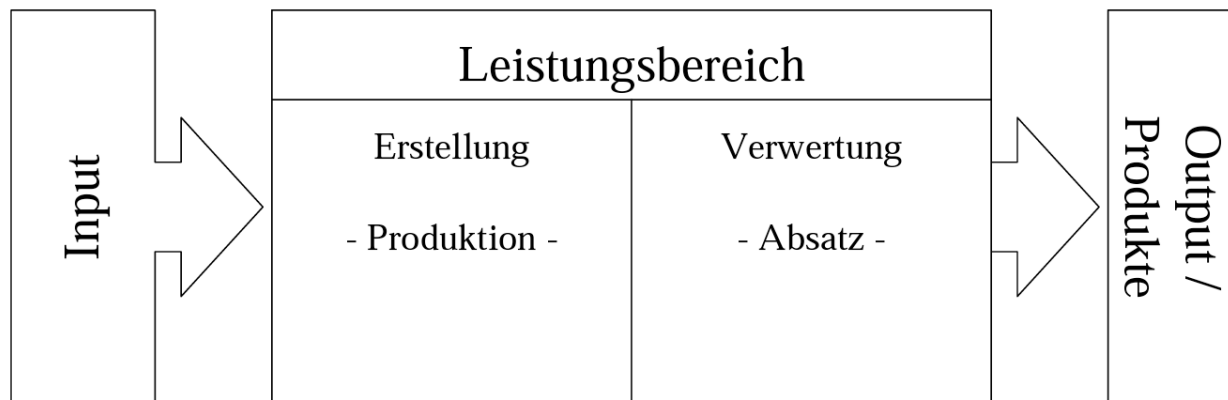 Input
Leistungsbereich
Erstellung
- Produktion -
Verwertung
- Absatz -
Output /
Produkte